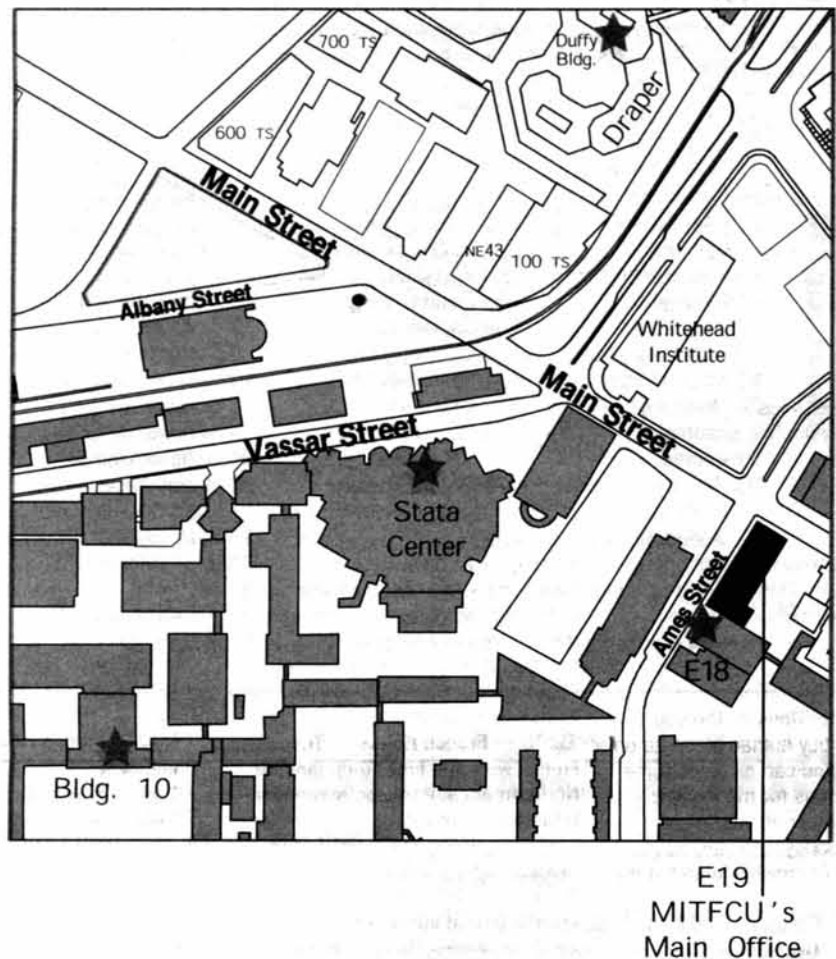 700 TS
Duffy
Bldg.
Draper
600 TS
Main Street
NE43
100 TS
Albany Street
Whitehead
Institute
Main Street
Vassar Street
Stata
Center
Ames Street
E18
Bldg. 10
E19
MITFCU's
Main Office